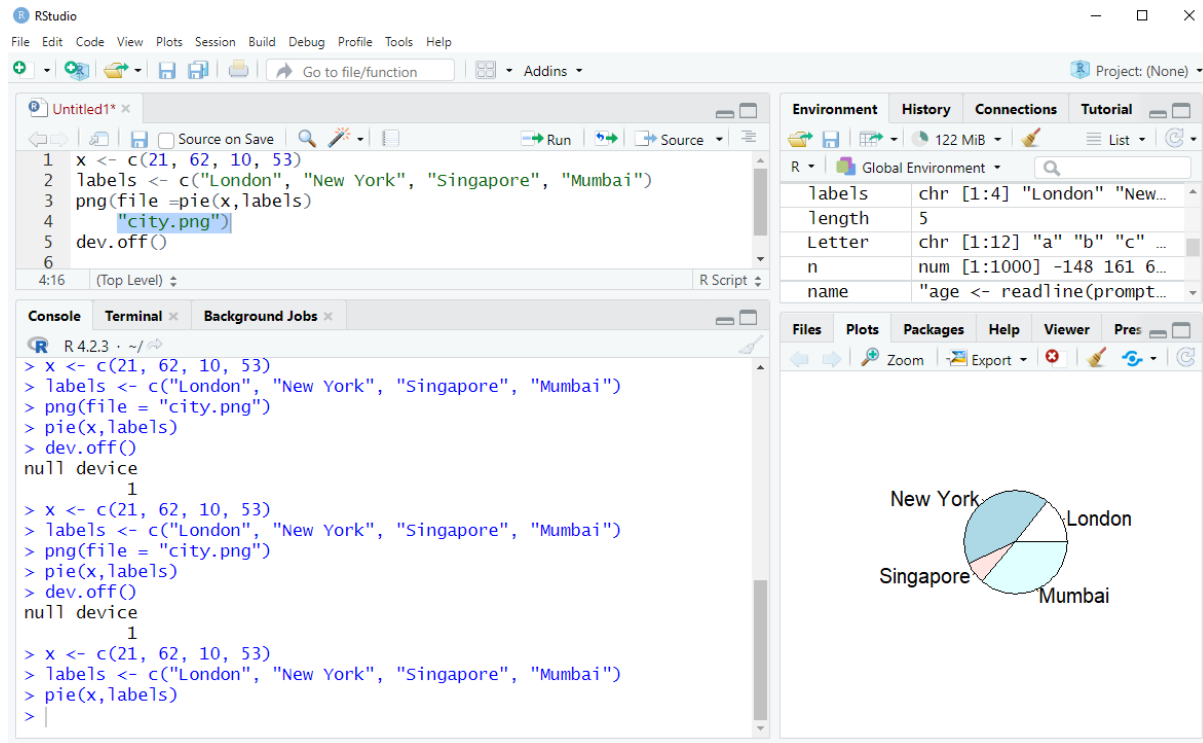 RStudio
File Edit Code View Plots Session Build Debug Profile Tools Help
Go to file/function Addins Project: (None)
Untitled1*
Source on Save Run Source
1 x <- c(21, 62, 10, 53)
2 labels <- c("London", "New York", "Singapore", "Mumbai")
3 png(file =pie(x,labels)
4 "city.png")
5 dev.off()
6
4:16 (Top Level) R Script
Console Terminal Background Jobs
R 4.2.3 · ~/
> x <- c(21, 62, 10, 53)
> labels <- c("London", "New York", "Singapore", "Mumbai")
> png(file = "city.png")
> pie(x,labels)
> dev.off()
null device
1
> x <- c(21, 62, 10, 53)
> labels <- c("London", "New York", "Singapore", "Mumbai")
> png(file = "city.png")
> pie(x,labels)
> dev.off()
null device
1
> x <- c(21, 62, 10, 53)
> labels <- c("London", "New York", "Singapore", "Mumbai")
> pie(x,labels)
>
Environment History Connections Tutorial
122 MiB List
R Global Environment
labels chr [1:4] "London" "New…
length 5
Letter chr [1:12] "a" "b" "c" …
n num [1:1000] -148 161 6…
name "age <- readline(prompt…
Files Plots Packages Help Viewer Pres
Zoom Export
New York
London
Singapore
Mumbai